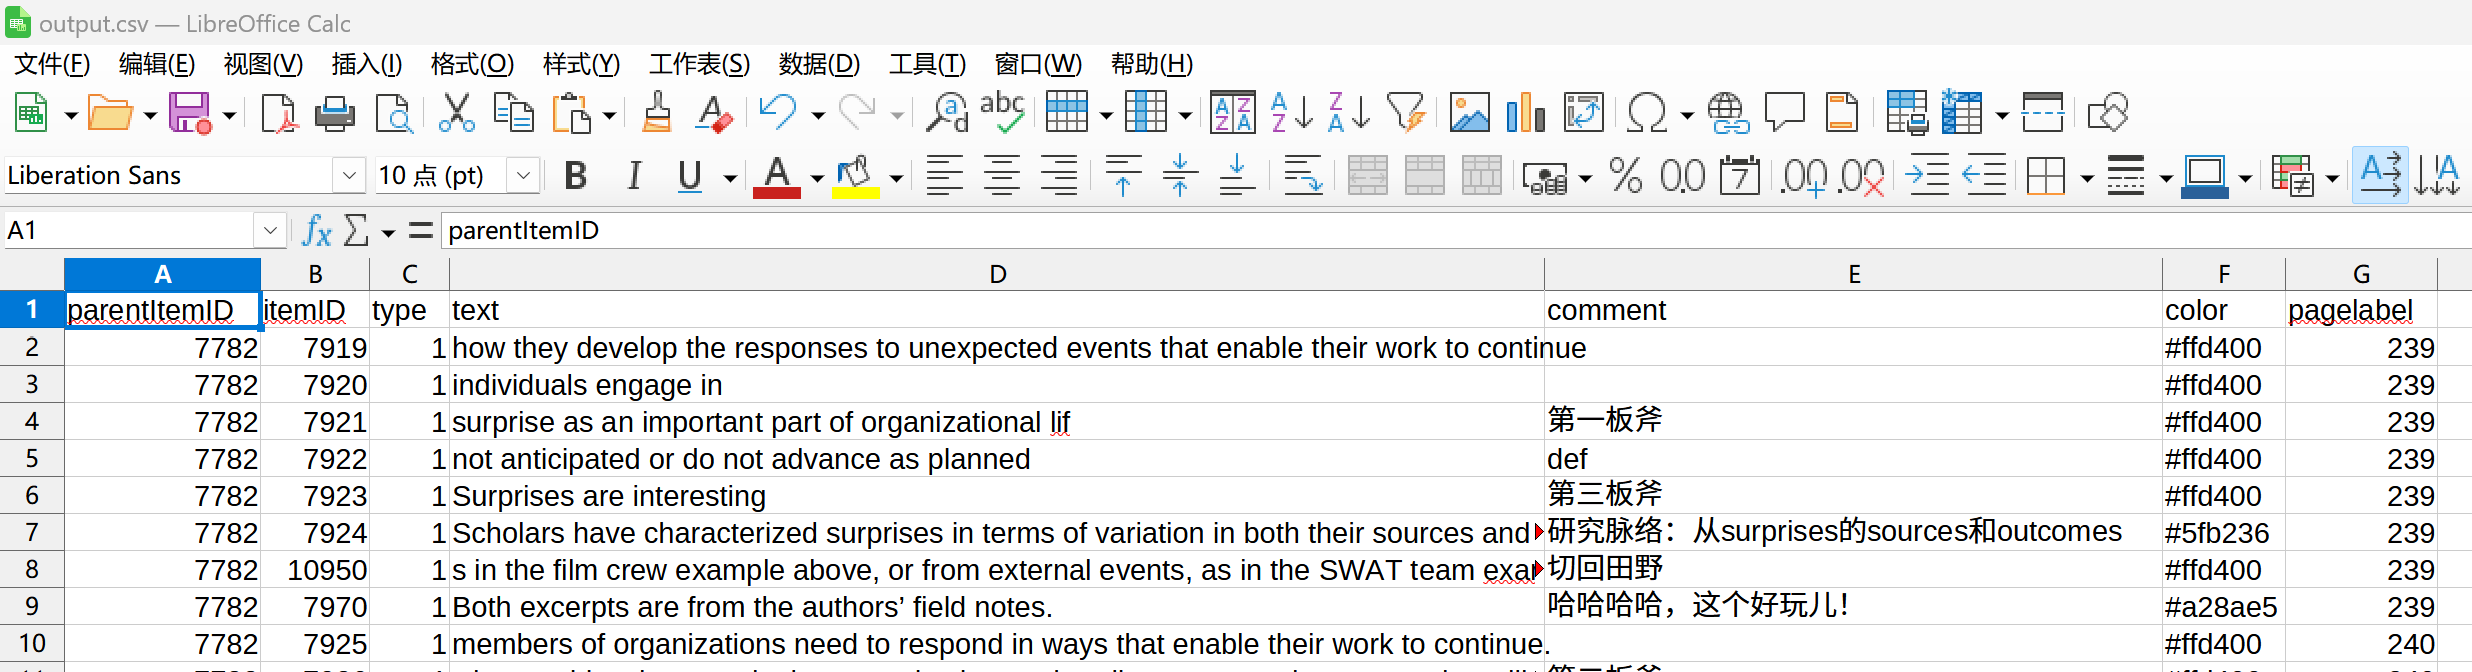 output.csv — LibreOffice Calc
文件(F) 编辑(E) 视图(V) 插入(I) 格式(O) 样式(Y) 工作表(S) 数据(D) 工具(T) 窗口(W) 帮助(H)
Liberation Sans 10 点 (pt)
A1 parentItemID
A B C D E F G
1 parentItemID itemID type text comment color pagelabel
2 7782 7919 1 how they develop the responses to unexpected events that enable their work to continue #ffd400 239
3 7782 7920 1 individuals engage in #ffd400 239
4 7782 7921 1 surprise as an important part of organizational lif 第一板斧 #ffd400 239
5 7782 7922 1 not anticipated or do not advance as planned def #ffd400 239
6 7782 7923 1 Surprises are interesting 第三板斧 #ffd400 239
7 7782 7924 1 Scholars have characterized surprises in terms of variation in both their sources and 研究脉络：从surprises的sources和outcomes #5fb236 239
8 7782 10950 1 s in the film crew example above, or from external events, as in the SWAT team exar 切回田野 #ffd400 239
9 7782 7970 1 Both excerpts are from the authors’ field notes. 哈哈哈哈，这个好玩儿！ #a28ae5 239
10 7782 7925 1 members of organizations need to respond in ways that enable their work to continue. #ffd400 240